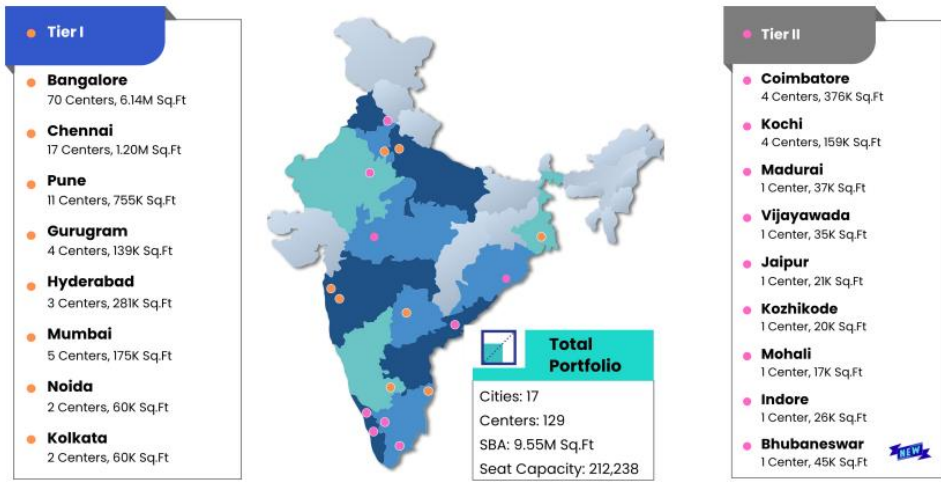 Tier I
Bangalore
70 Centers, 6.14M Sq.Ft
Chennai
17 Centers, 1.20M Sq.Ft
Pune
11 Centers, 755K Sq.Ft
Gurugram
4 Centers, 139K Sq.Ft
Hyderabad
3 Centers, 281K Sq.Ft
Mumbai
5 Centers, 175K Sq.Ft
Noida
2 Centers, 60K Sq.Ft
Kolkata
2 Centers, 60K Sq.Ft
Total
Portfolio
Cities: 17
Centers: 129
SBA: 9.55M Sq.Ft
Seat Capacity: 212,238
Tier II
Coimbatore
4 Centers, 376K Sq.Ft
Kochi
4 Centers, 159K Sq.Ft
Madurai
1 Center, 37K Sq.Ft
Vijayawada
1 Center, 35K Sq.Ft
Jaipur
1 Center, 21K Sq.Ft
Kozhikode
1 Center, 20K Sq.Ft
Mohali
1 Center, 17K Sq.Ft
Indore
1 Center, 26K Sq.Ft
Bhubaneswar
1 Center, 45K Sq.Ft
NEW